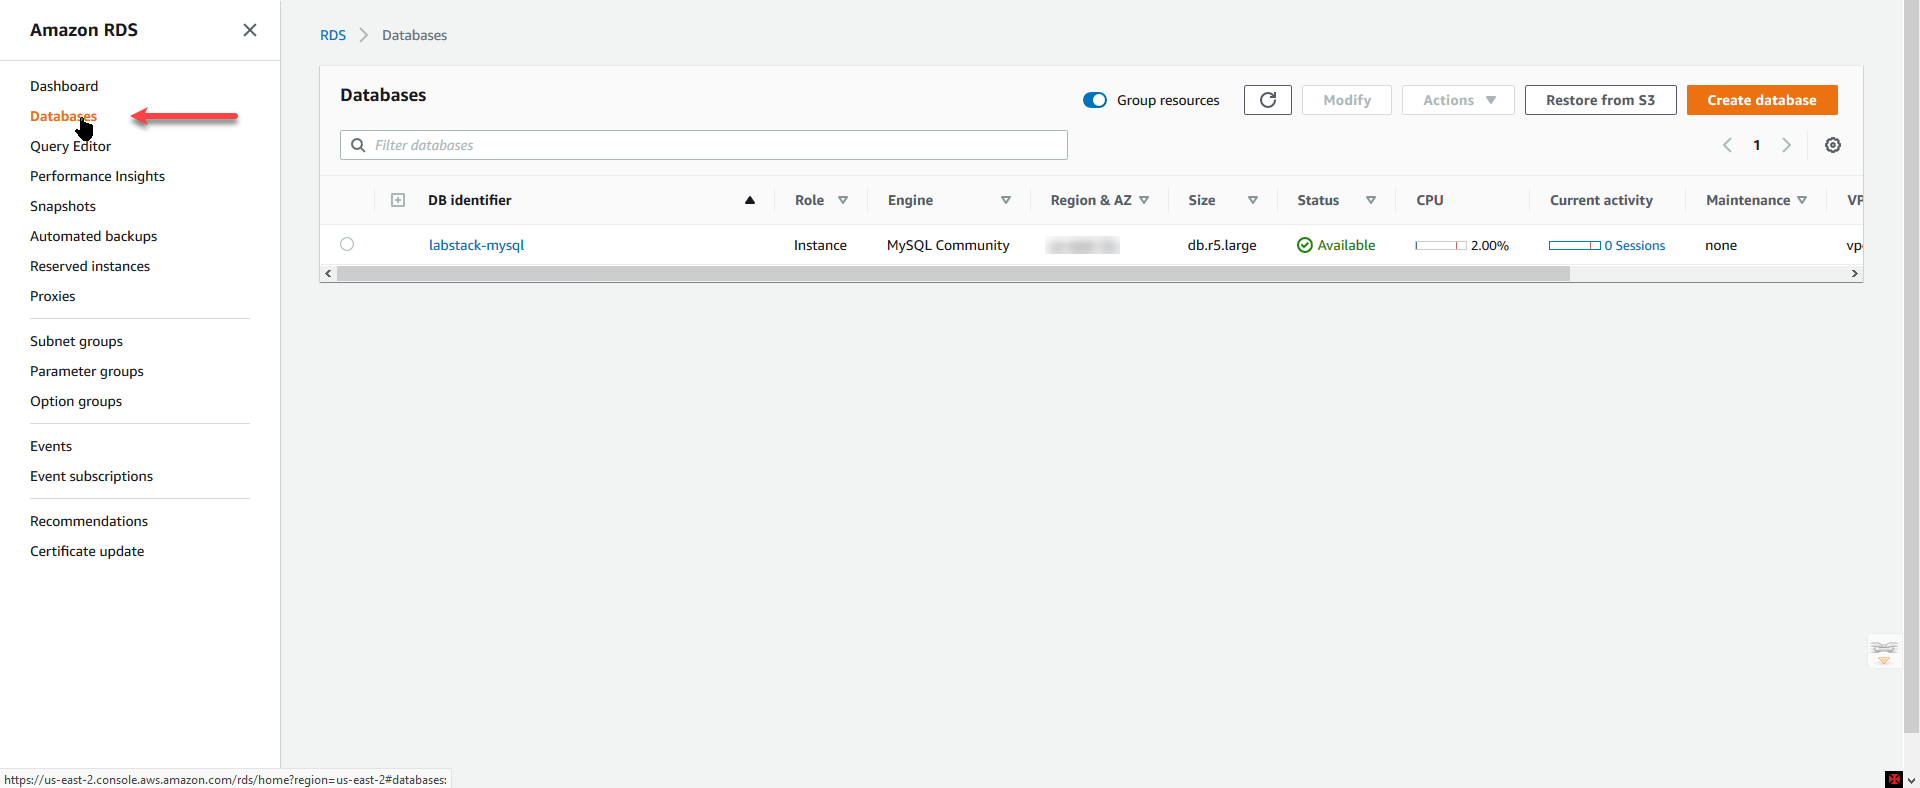 Amazon RDS
Dashboard
Databases
Query Editor
Performance Insights
Snapshots
Automated backups
Reserved instances
Proxies
Subnet groups
Parameter groups
Option groups
Events
Event subscriptions
Recommendations
Certificate update
RDS > Databases
Databases
Group resources
Modify
Actions
Restore from S3
Create database
Filter databases
1
DB identifier Role Engine Region & AZ Size Status CPU Current activity Maintenance VP
labstack-mysql Instance MySQL Community db.r5.large Available 2.00% 0 Sessions none vp
https://us-east-2.console.aws.amazon.com/rds/home?region=us-east-2#databases: